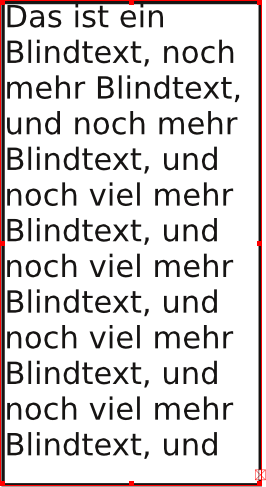 Das ist ein
Blindtext, noch
mehr Blindtext,
und noch mehr
Blindtext, und
noch viel mehr
Blindtext, und
noch viel mehr
Blindtext, und
noch viel mehr
Blindtext, und
noch viel mehr
Blindtext, und